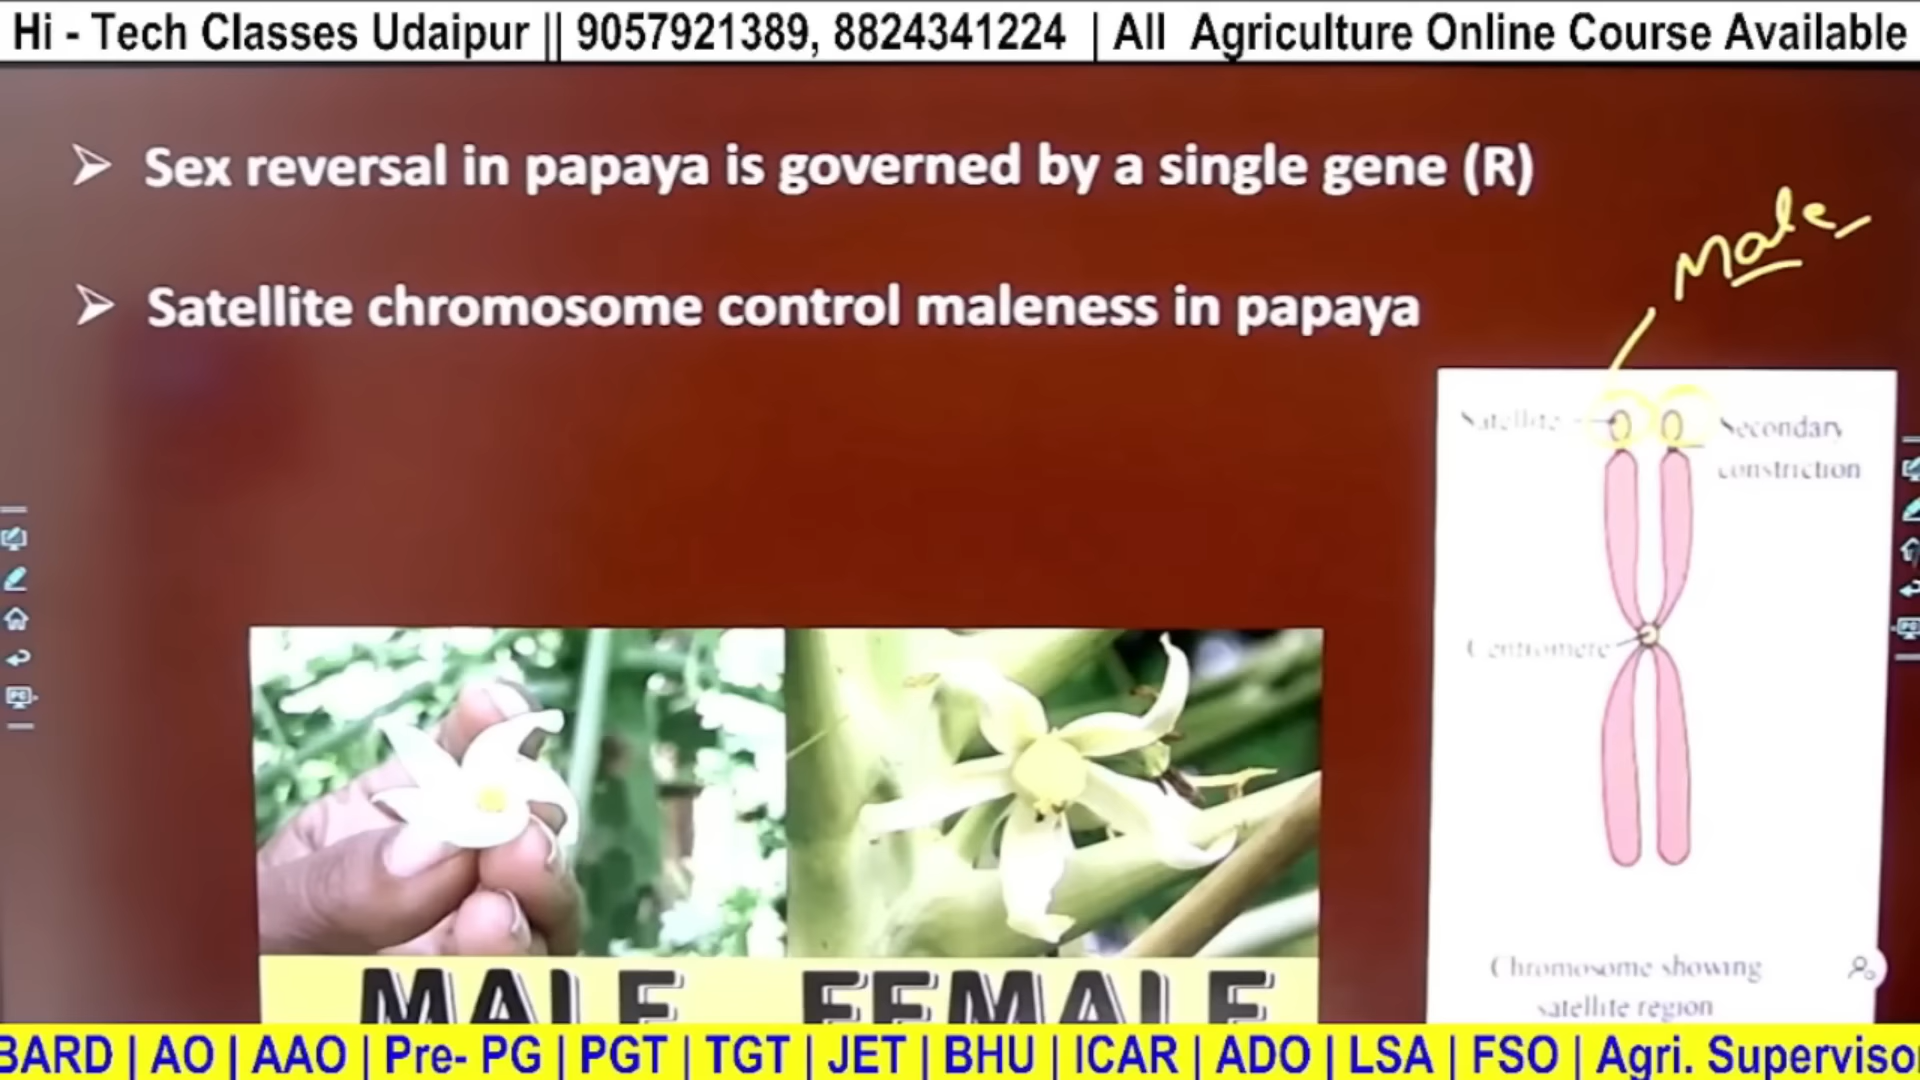 Hi - Tech Classes Udaipur || 9057921389, 8824341224 | All Agriculture Online Course Available
➢ Sex reversal in papaya is governed by a single gene (R)
Male
➢ Satellite chromosome control maleness in papaya
Satellite
Secondary
constriction
Centromere
MALE FEMALE
Chromosome showing
satellite region
BARD | AO | AAO | Pre- PG | PGT | TGT | JET | BHU | ICAR | ADO | LSA | FSO | Agri. Superviso